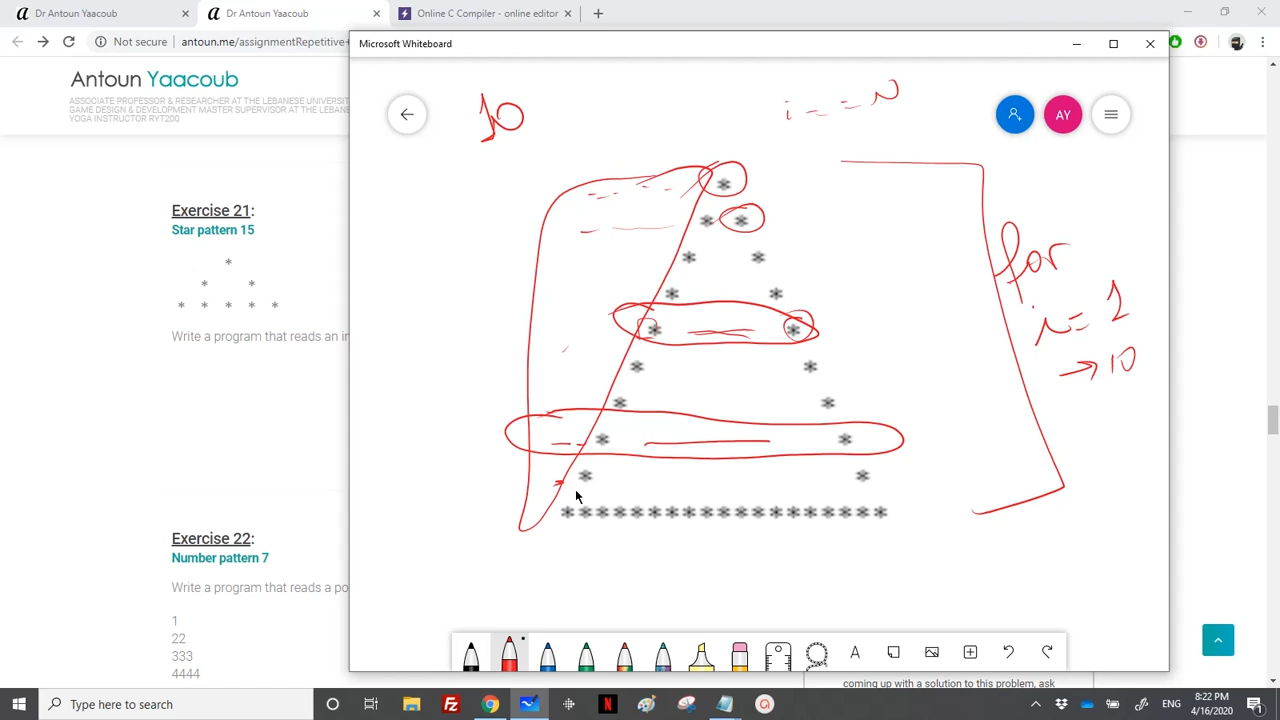 Dr Antoun Yaacoub
Dr Antoun Yaacoub
Online C Compiler - online editor
Not secure
antoun.me/assignmentRepetitive
Microsoft Whiteboard
Antoun Yaacoub
ASSOCIATE PROFESSOR & RESEARCHER AT THE LEBANESE UNIVERSIT
GAME DESIGN & DEVELOPMENT MASTER SUPERVISOR AT THE LEBANE
YOGA INSTRUCTOR RYT200
10
i = = N
AY
Exercise 21:
Star pattern 15
*
* *
* * * * *
Write a program that reads an in
*
* *
* *
* *
* *
* *
* *
* *
* *
* * * * * * * * * * * * * * * * * * *
for
i = 1
→ 10
Exercise 22:
Number pattern 7
Write a program that reads a po
1
22
333
4444
A
coming up with a solution to this problem, ask
Type here to search
ENG
8:22 PM
4/16/2020